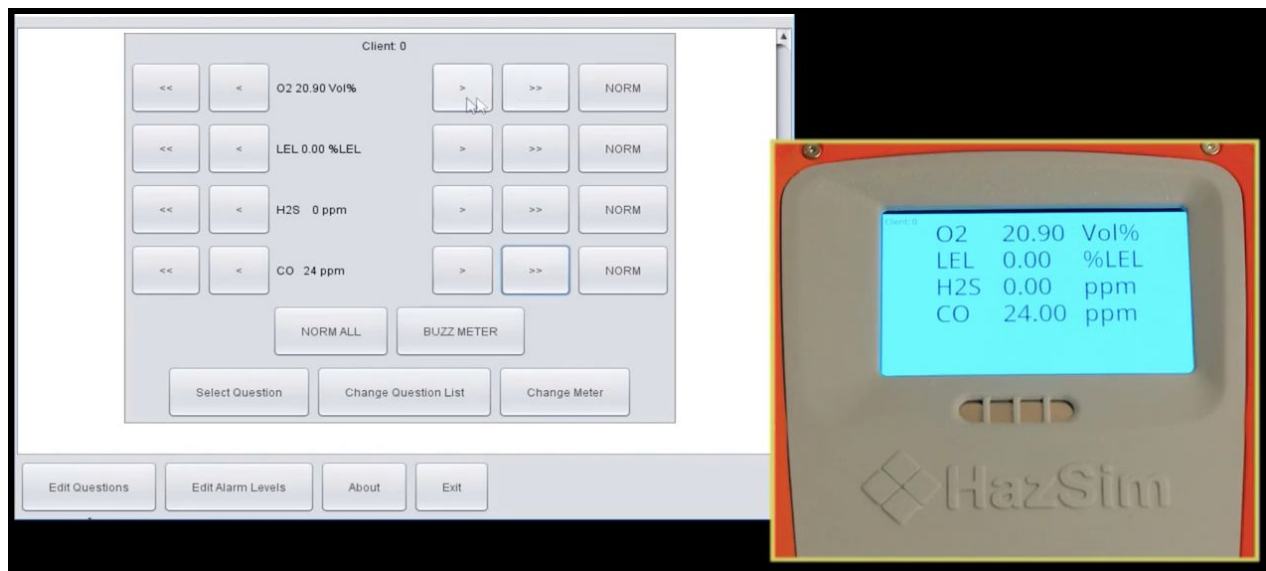 Client: 0
<< < O2 20.90 Vol% > >> NORM
<< < LEL 0.00 %LEL > >> NORM
<< < H2S 0 ppm > >> NORM
<< < CO 24 ppm > >> NORM
NORM ALL BUZZ METER
Select Question Change Question List Change Meter
Edit Questions Edit Alarm Levels About Exit
Client: 0
O2 20.90 Vol%
LEL 0.00 %LEL
H2S 0.00 ppm
CO 24.00 ppm
HazSim